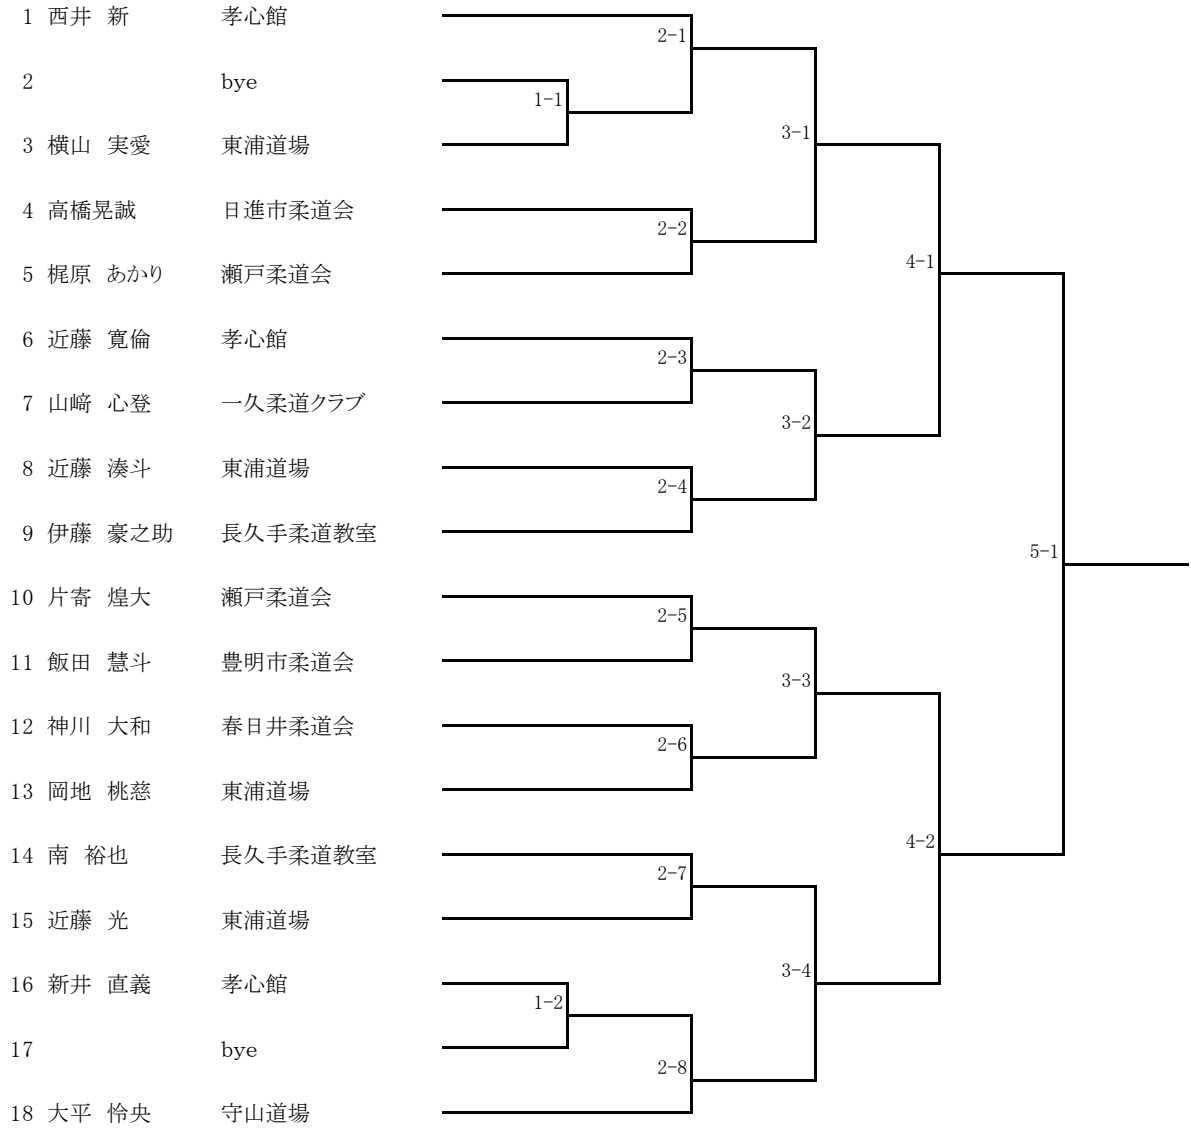 1 西井 新 孝心館
2-1
2 bye
1-1
3-1
3 横山 実愛 東浦道場
4 高橋晃誠 日進市柔道会
2-2
4-1
5 梶原 あかり 瀬戸柔道会
6 近藤 寛倫 孝心館
2-3
7 山﨑 心登 一久柔道クラブ
3-2
8 近藤 湊斗 東浦道場
2-4
9 伊藤 豪之助 長久手柔道教室
5-1
10 片寄 煌大 瀬戸柔道会
2-5
11 飯田 慧斗 豊明市柔道会
3-3
12 神川 大和 春日井柔道会
2-6
13 岡地 桃慈 東浦道場
4-2
14 南 裕也 長久手柔道教室
2-7
15 近藤 光 東浦道場
3-4
16 新井 直義 孝心館
1-2
17 bye
2-8
18 大平 怜央 守山道場